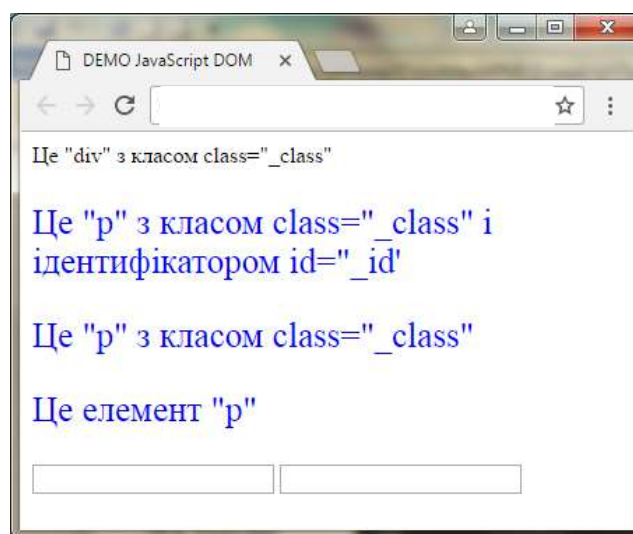 DEMO JavaScript DOM
Це "div" з класом class="_class"
Це "p" з класом class="_class" і
ідентифікатором id="_id'
Це "p" з класом class="_class"
Це елемент "p"